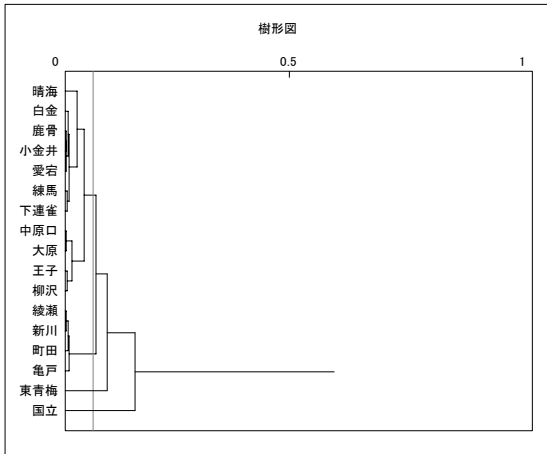 樹形図
0 0.5 1
晴海
白金
鹿骨
小金井
愛宕
練馬
下連雀
中原口
大原
王子
柳沢
綾瀬
新川
町田
亀戸
東青梅
国立